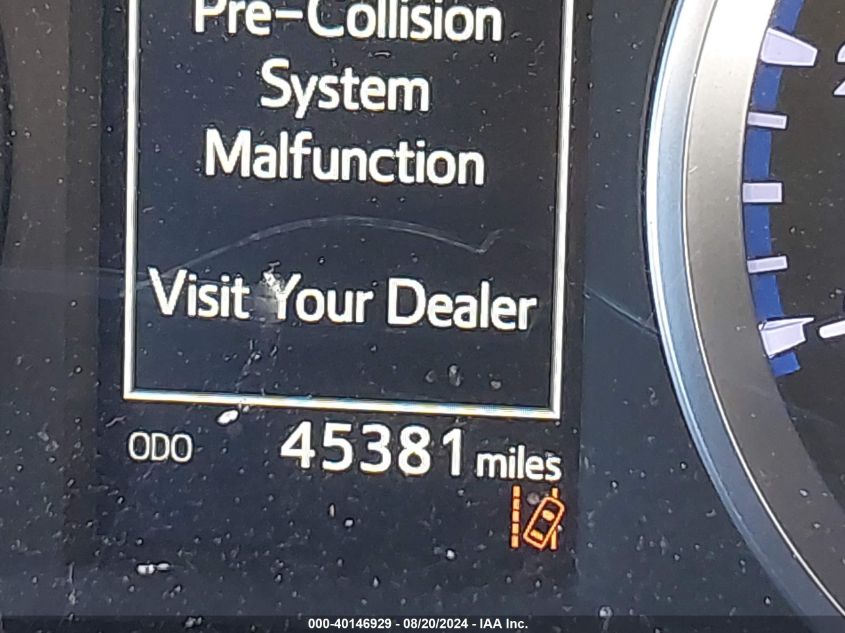 Pre-Collision
System
Malfunction
Visit Your Dealer
ODO 45381 miles
000-40146929 - 08/20/2024 - IAA Inc.